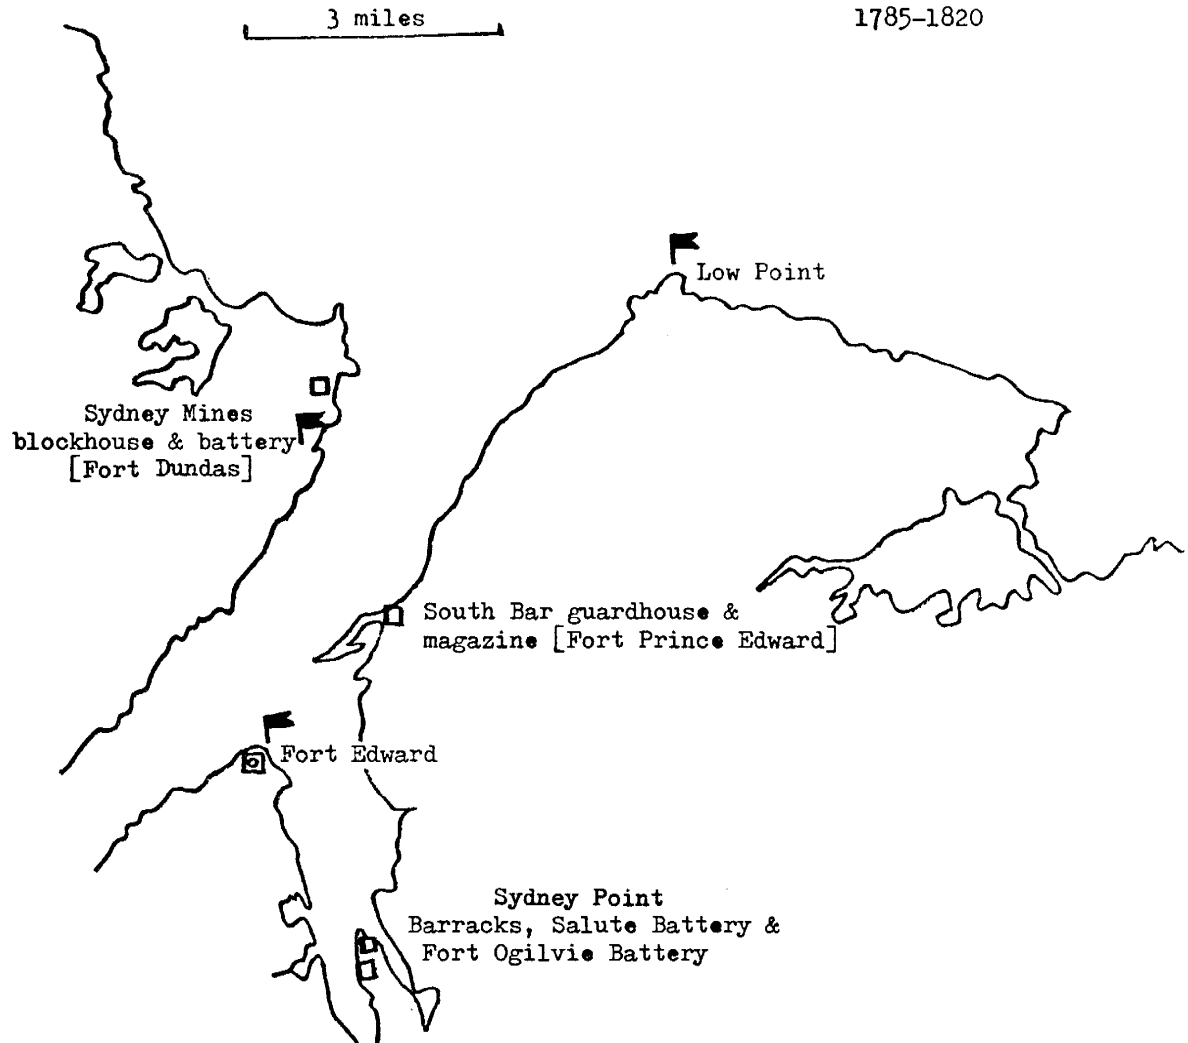 3 miles
1785-1820
Low Point
Sydney Mines
blockhouse & battery
[Fort Dundas]
South Bar guardhouse &
magazine [Fort Prince Edward]
Fort Edward
Sydney Point
Barracks, Salute Battery &
Fort Ogilvie Battery